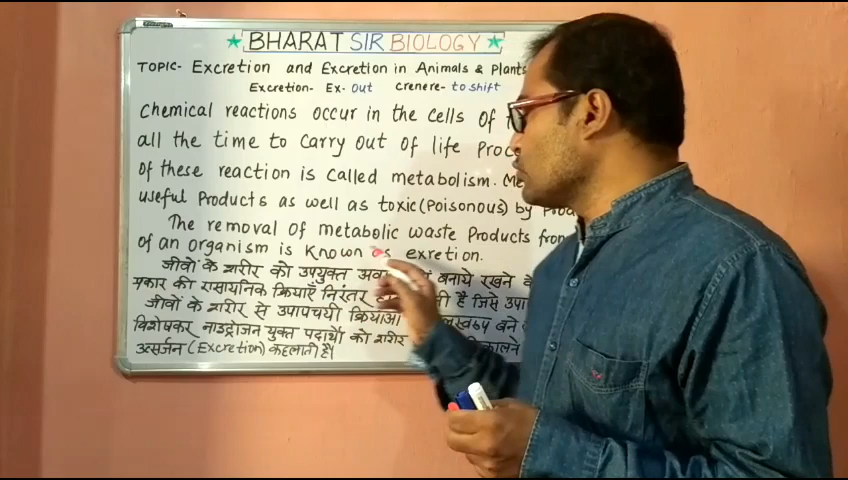 BHARAT SIR BIOLOGY
TOPIC- Excretion and Excretion in Animals & Plants
Excretion- Ex- out Crenere- to shift
Chemical reactions occur in the cells of
all the time to carry out of life
of these reaction is called metabolism.
useful Products as well as toxic(Poisonous) by
The removal of metabolic waste Products
of an organism is known as exretion.
जीवों के शरीर को उपयुक्त बनाये रखने
प्रकार की रासायनिक क्रियाएँ निरंतर है जिसे
जीवों के शरीर से उपापचयी क्रियाओं बने
विशेषकर नाइट्रोजन युक्त पदार्थों को शरीर
उत्सर्जन (Excretion) कहलाती है।